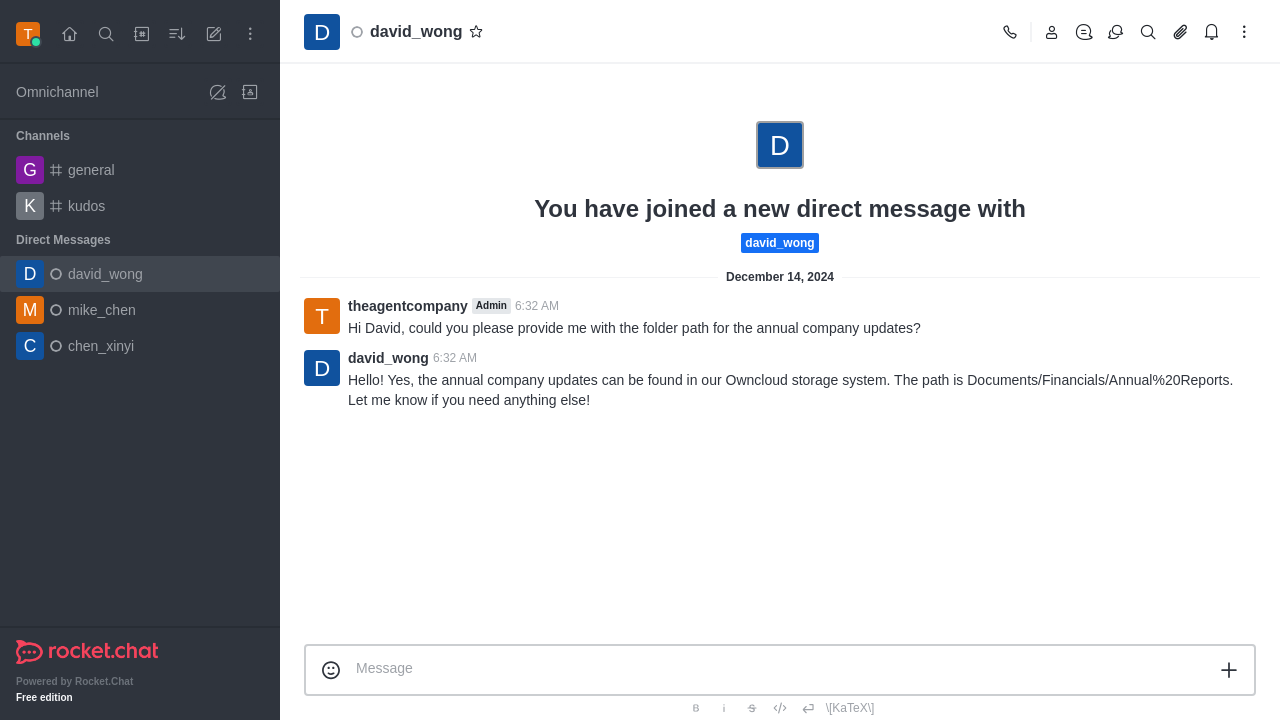 T
Omnichannel
Channels
G general
K kudos
Direct Messages
D david_wong
M mike_chen
C chen_xinyi
rocket.chat
Powered by Rocket.Chat
Free edition
D david_wong
D
You have joined a new direct message with
david_wong
December 14, 2024
T theagentcompany Admin 6:32 AM
Hi David, could you please provide me with the folder path for the annual company updates?
D david_wong 6:32 AM
Hello! Yes, the annual company updates can be found in our Owncloud storage system. The path is Documents/Financials/Annual%20Reports.
Let me know if you need anything else!
Message
B i S </> \[KaTeX\]